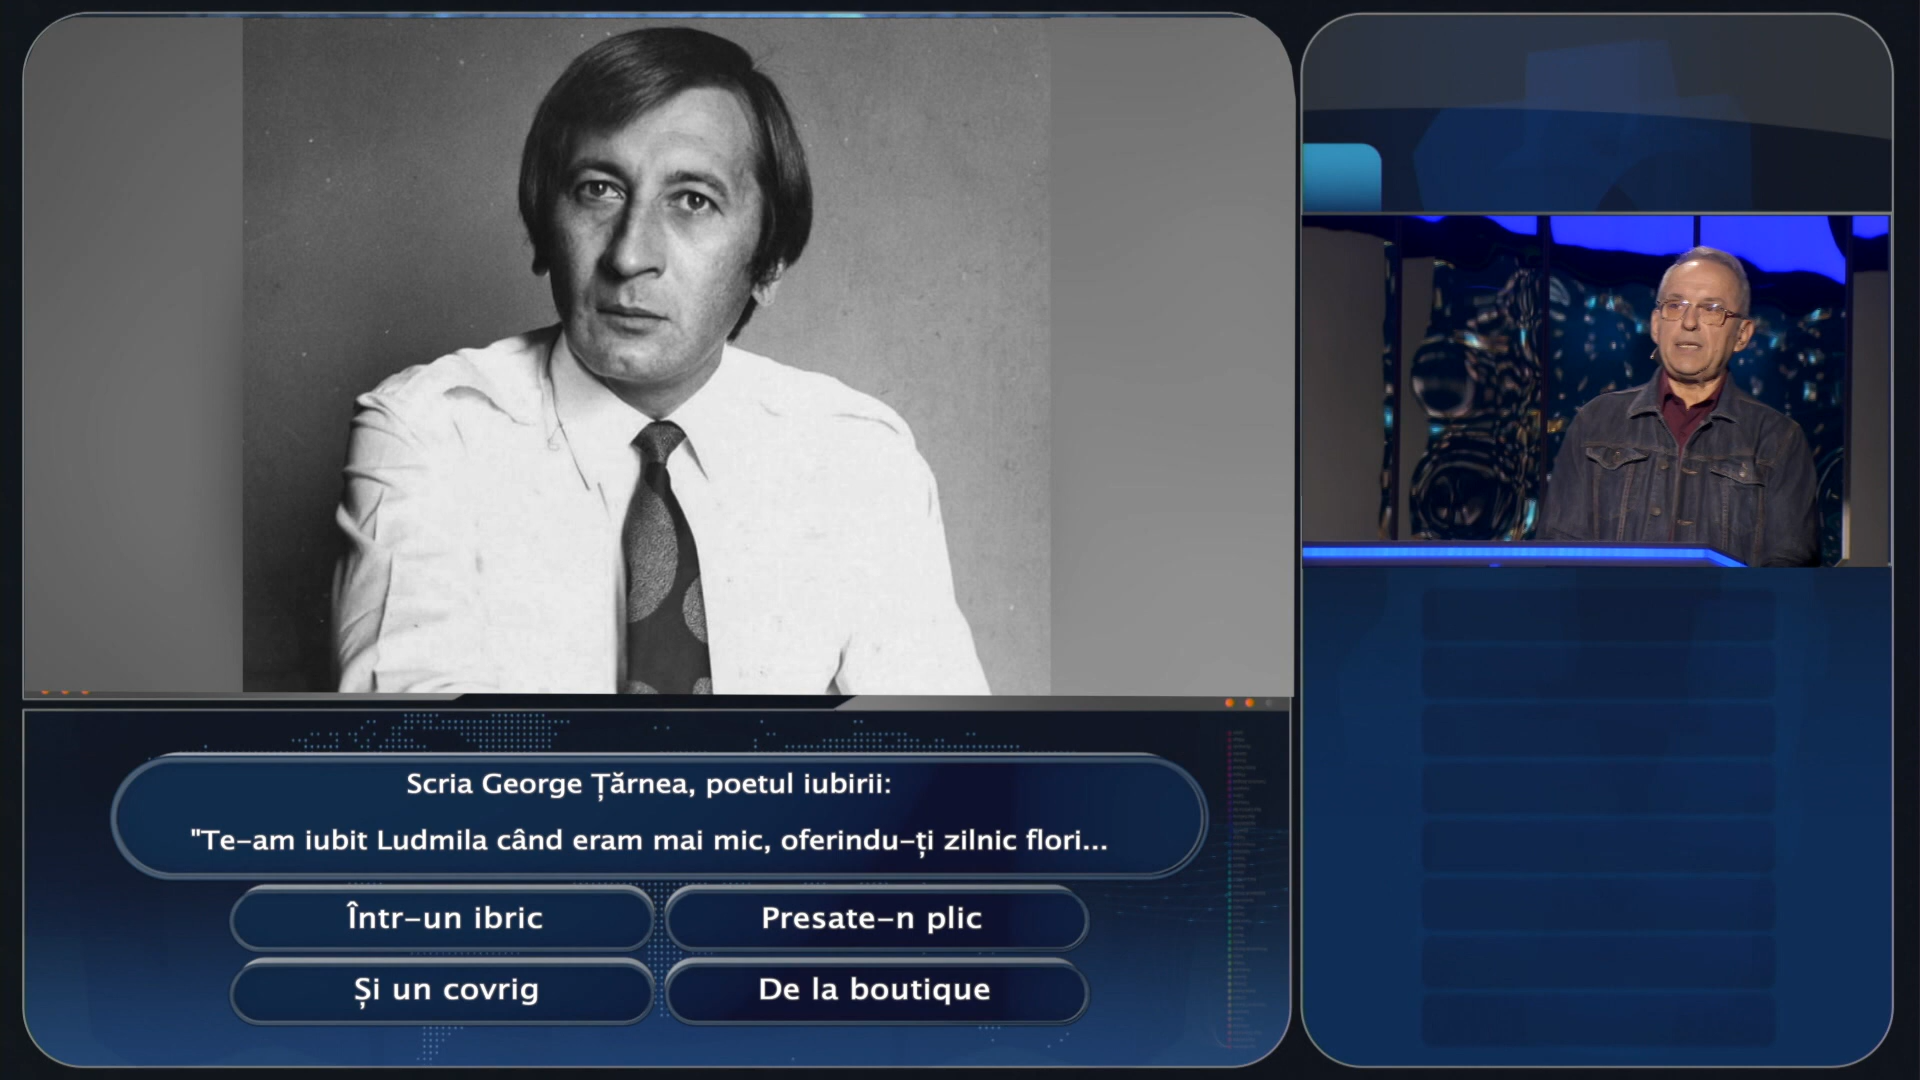 Scria George Țărnea, poetul iubirii:
"Te-am iubit Ludmila când eram mai mic, oferindu-ți zilnic flori...
Într-un ibric
Presate-n plic
Și un covrig
De la boutique